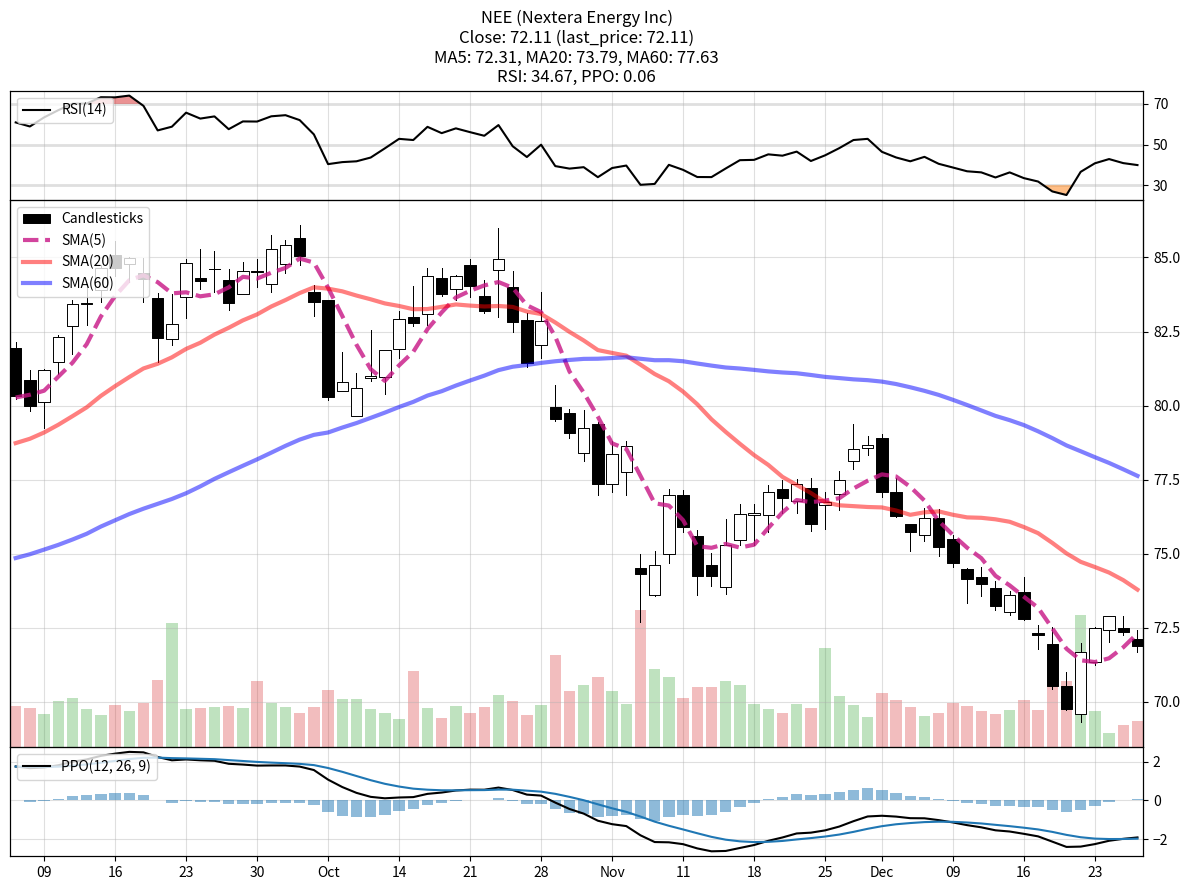 NEE (Nextera Energy Inc)
Close: 72.11 (last_price: 72.11)
MA5: 72.31, MA20: 73.79, MA60: 77.63
RSI: 34.67, PPO: 0.06
RSI(14)
70
50
30
Candlesticks
SMA(5)
SMA(20)
SMA(60)
85.0
82.5
80.0
77.5
75.0
72.5
70.0
PPO(12, 26, 9)
2
0
−2
09 16 23 30 Oct 14 21 28 Nov 11 18 25 Dec 09 16 23